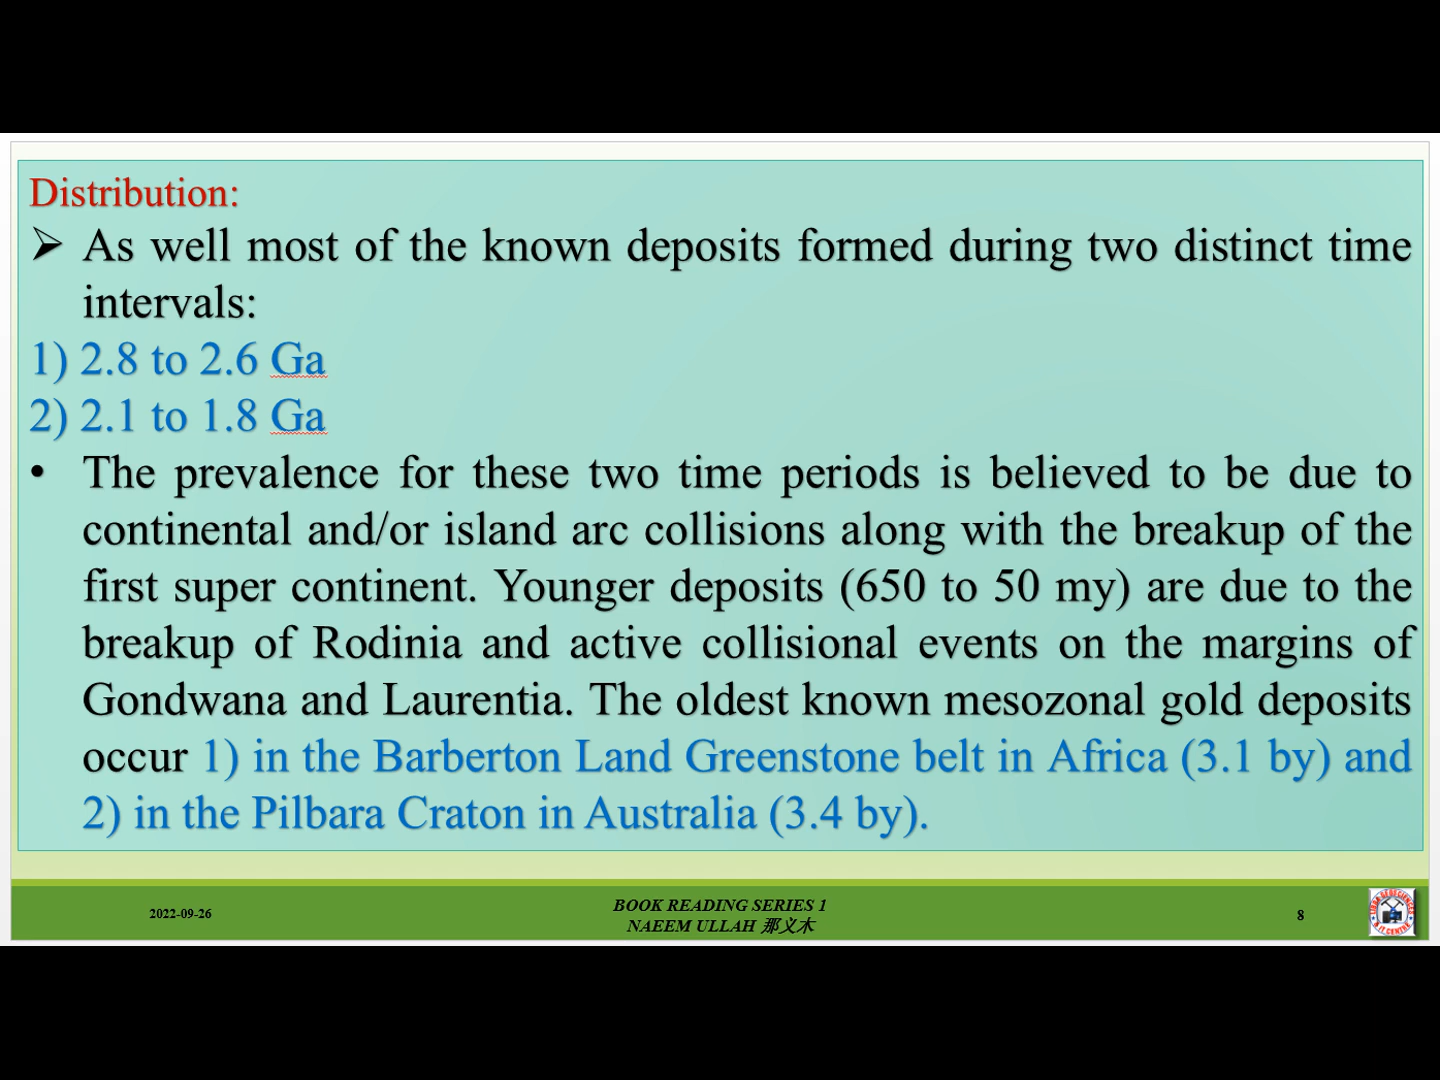 Distribution:
➢ As well most of the known deposits formed during two distinct time
intervals:
1) 2.8 to 2.6 Ga
2) 2.1 to 1.8 Ga
• The prevalence for these two time periods is believed to be due to
continental and/or island arc collisions along with the breakup of the
first super continent. Younger deposits (650 to 50 my) are due to the
breakup of Rodinia and active collisional events on the margins of
Gondwana and Laurentia. The oldest known mesozonal gold deposits
occur 1) in the Barberton Land Greenstone belt in Africa (3.1 by) and
2) in the Pilbara Craton in Australia (3.4 by).
2022-09-26
BOOK READING SERIES 1
NAEEM ULLAH 那义木
8